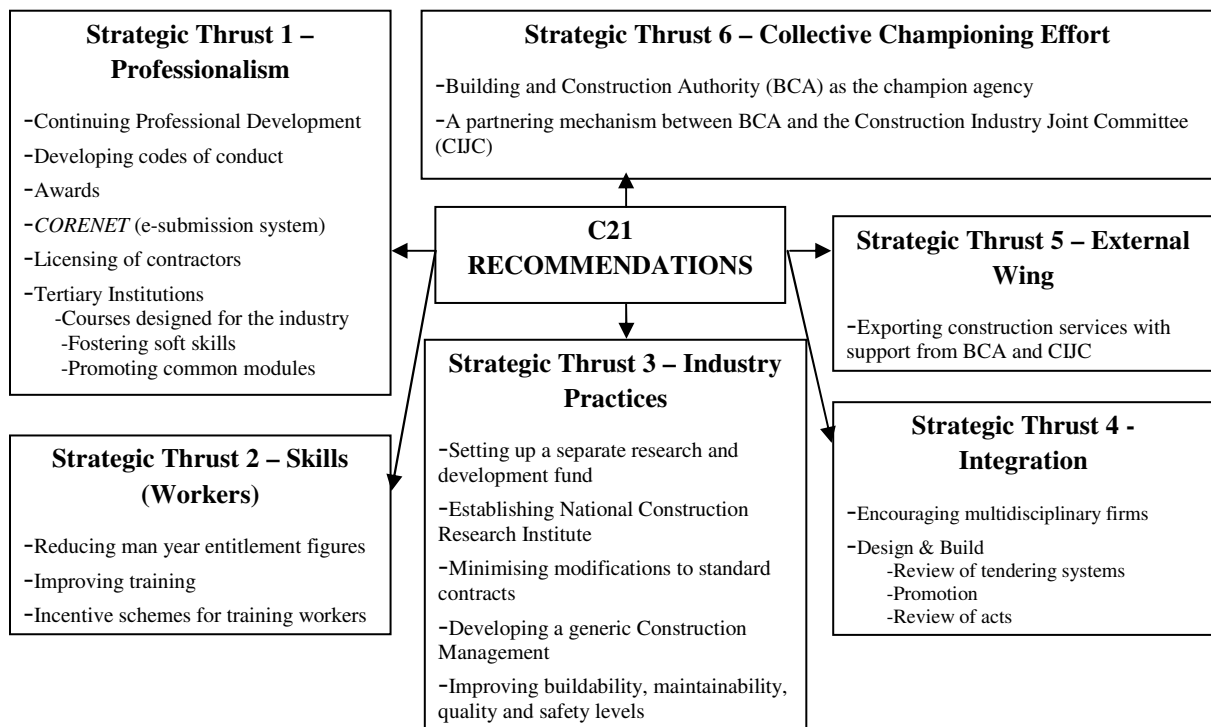 Strategic Thrust 1 –
Professionalism
-Continuing Professional Development
-Developing codes of conduct
-Awards
-CORENET (e-submission system)
-Licensing of contractors
-Tertiary Institutions
-Courses designed for the industry
-Fostering soft skills
-Promoting common modules
Strategic Thrust 6 – Collective Championing Effort
-Building and Construction Authority (BCA) as the champion agency
-A partnering mechanism between BCA and the Construction Industry Joint Committee
(CIJC)
C21
RECOMMENDATIONS
Strategic Thrust 5 – External
Wing
-Exporting construction services with
support from BCA and CIJC
Strategic Thrust 2 – Skills
(Workers)
-Reducing man year entitlement figures
-Improving training
-Incentive schemes for training workers
Strategic Thrust 3 – Industry
Practices
-Setting up a separate research and
development fund
-Establishing National Construction
Research Institute
-Minimising modifications to standard
contracts
-Developing a generic Construction
Management
-Improving buildability, maintainability,
quality and safety levels
Strategic Thrust 4 -
Integration
-Encouraging multidisciplinary firms
-Design & Build
-Review of tendering systems
-Promotion
-Review of acts